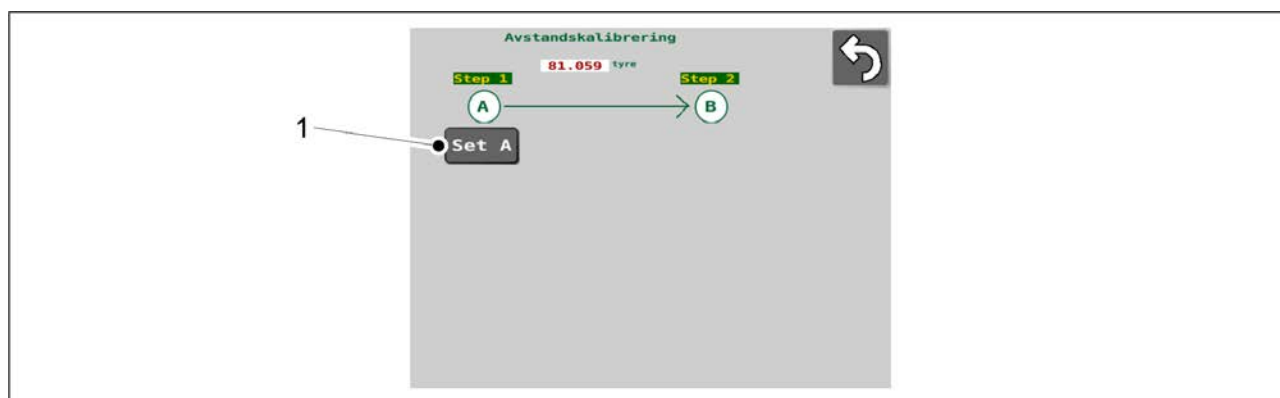 Avstandskalibrering
81.059 tyre
Step 1 Step 2
A B
1
Set A